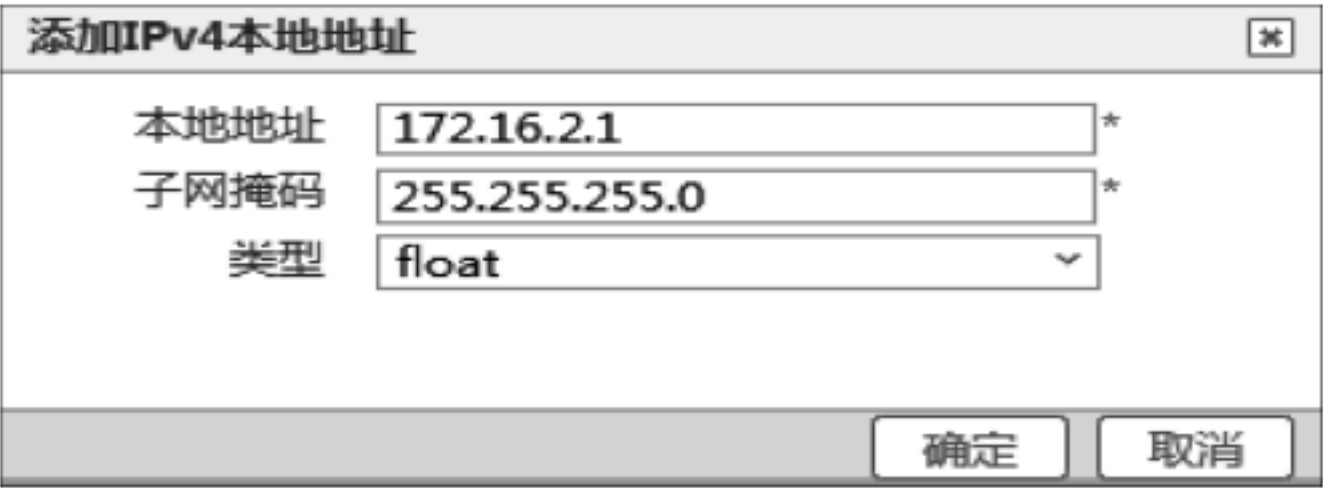 添加IPv4本地地址
本地地址 172.16.2.1 *
子网掩码 255.255.255.0 *
类型 float
确定 取消